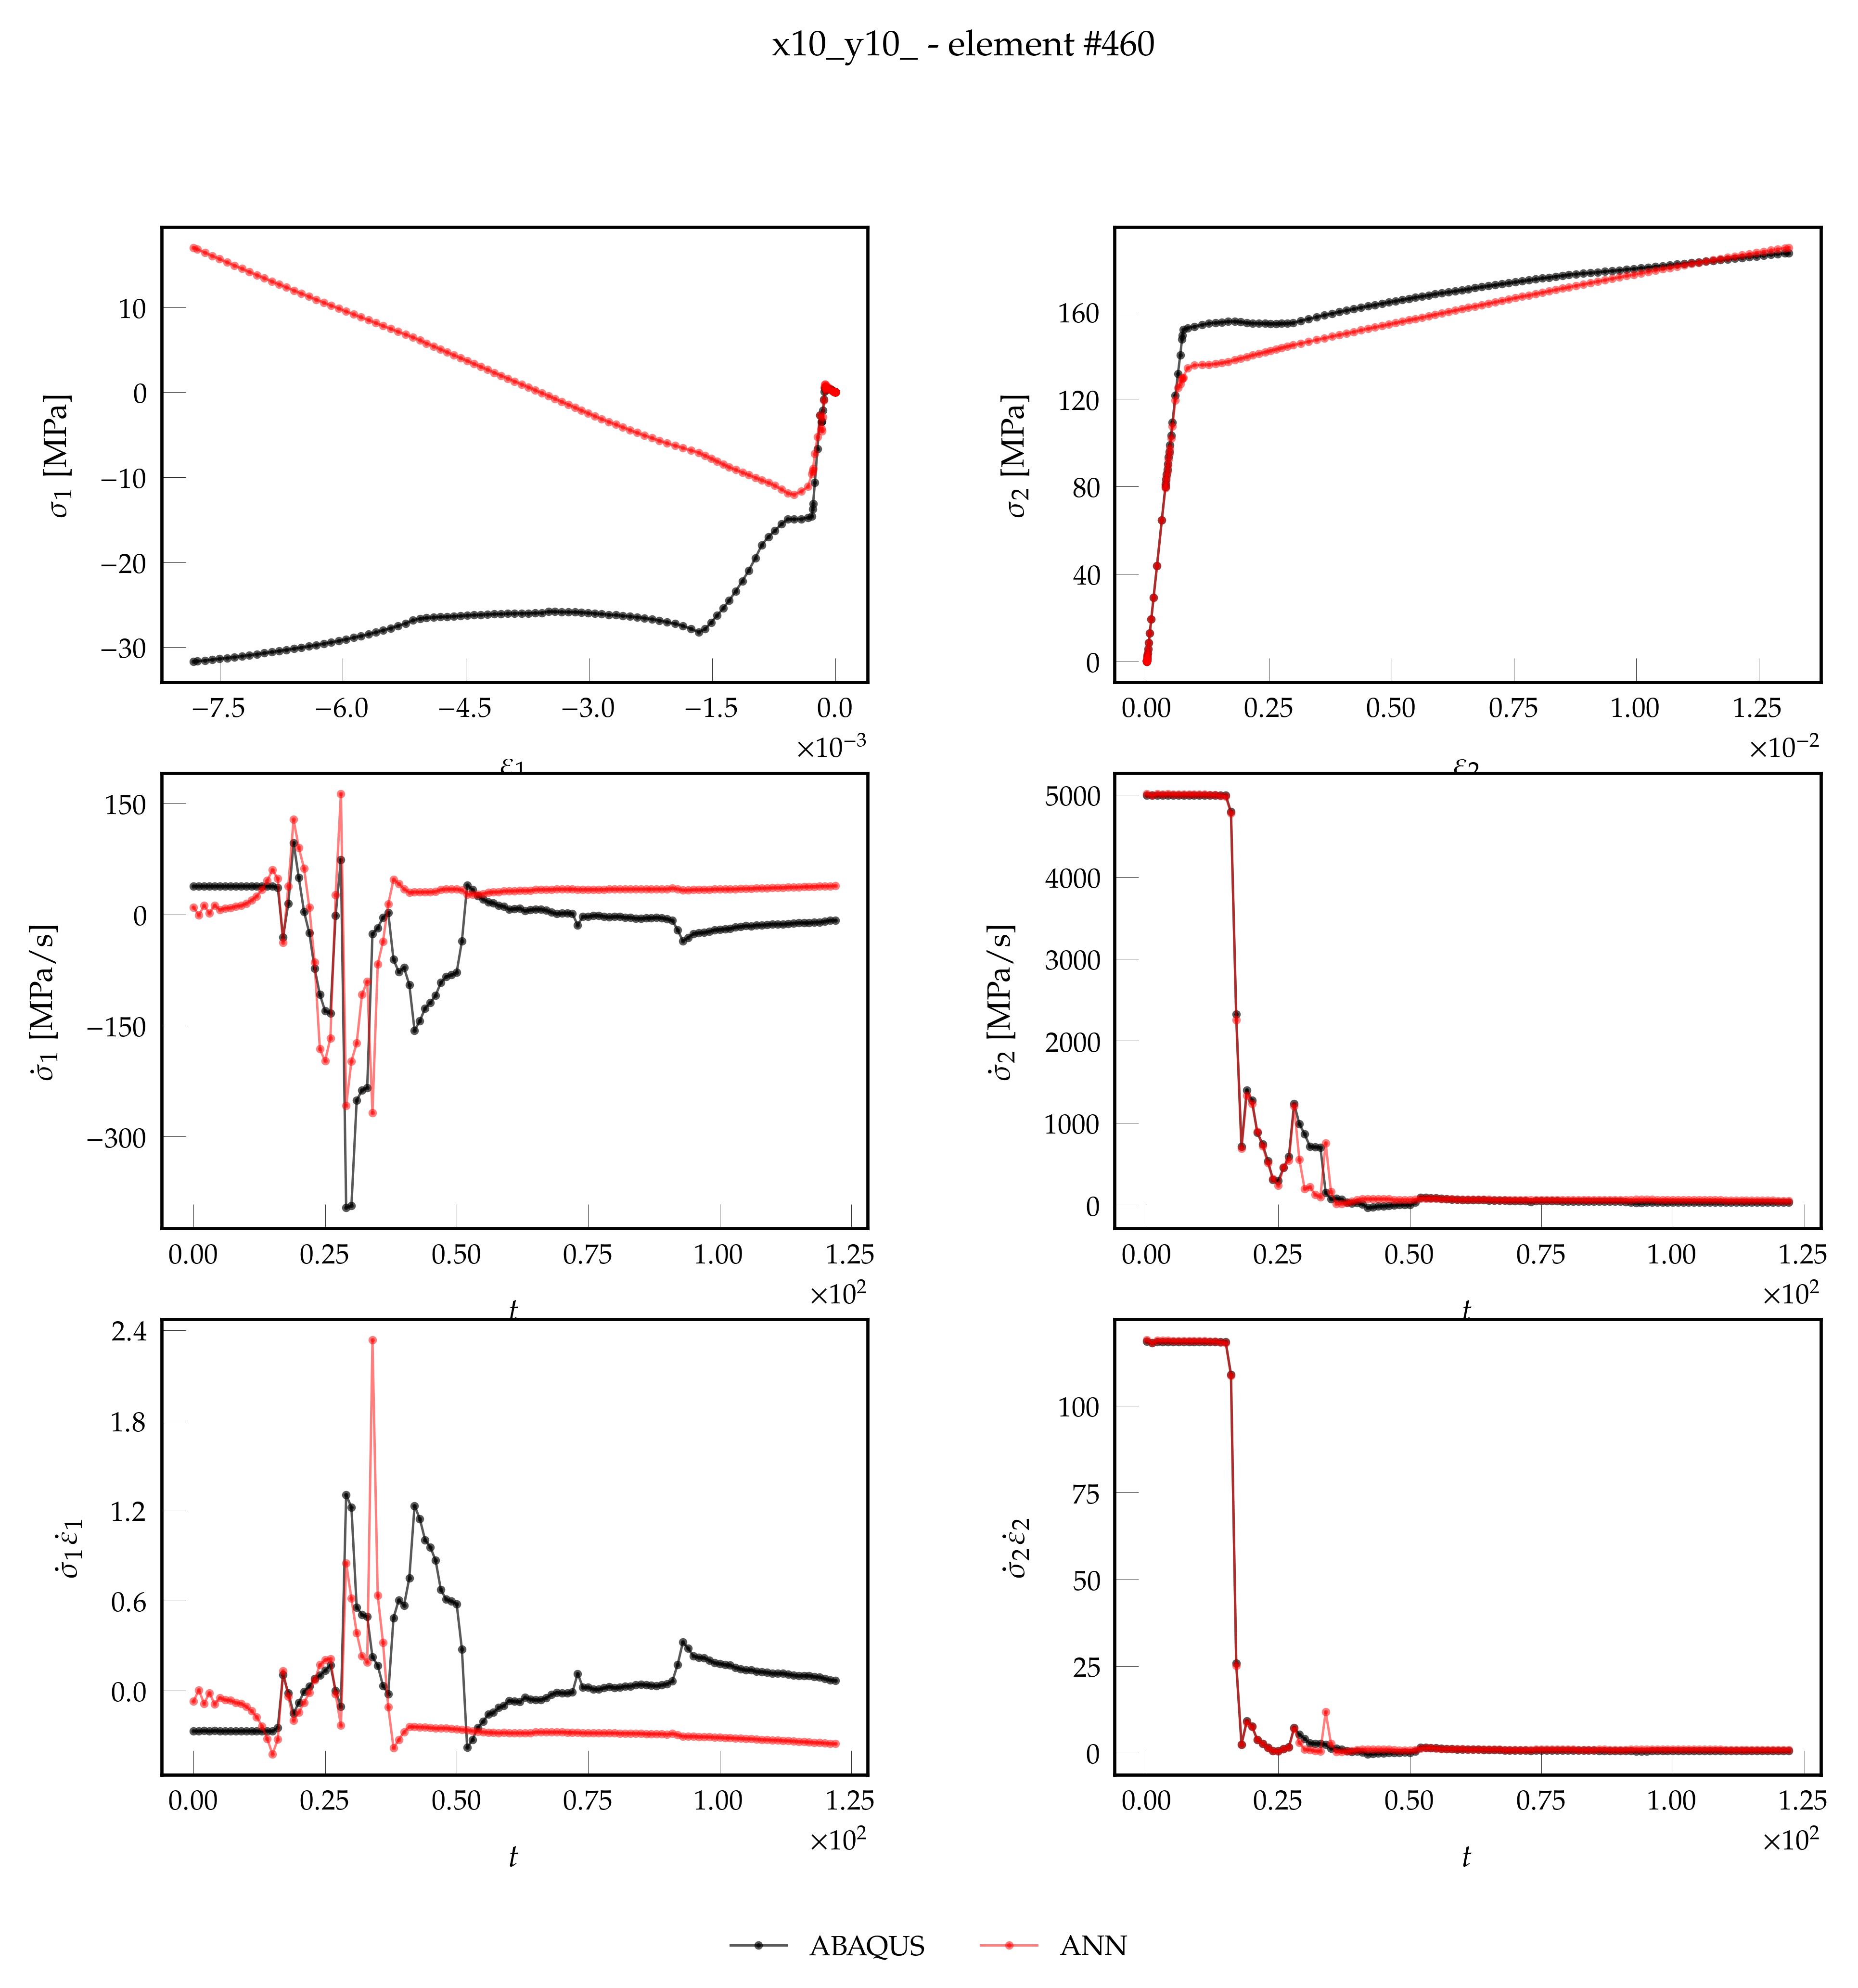 x10_y10_ - element #460
σ1 [MPa]
10
0
−10
−20
−30
−7.5 −6.0 −4.5 −3.0 −1.5 0.0
×10−3
ε1
σ2 [MPa]
160
120
80
40
0
0.00 0.25 0.50 0.75 1.00 1.25
×10−2
ε2
σ̇1 [MPa/s]
150
0
−150
−300
0.00 0.25 0.50 0.75 1.00 1.25
×102
t
σ̇2 [MPa/s]
5000
4000
3000
2000
1000
0
0.00 0.25 0.50 0.75 1.00 1.25
×102
t
σ̇1ε̇1
2.4
1.8
1.2
0.6
0.0
0.00 0.25 0.50 0.75 1.00 1.25
×102
t
σ̇2ε̇2
100
75
50
25
0
0.00 0.25 0.50 0.75 1.00 1.25
×102
t
ABAQUS ANN